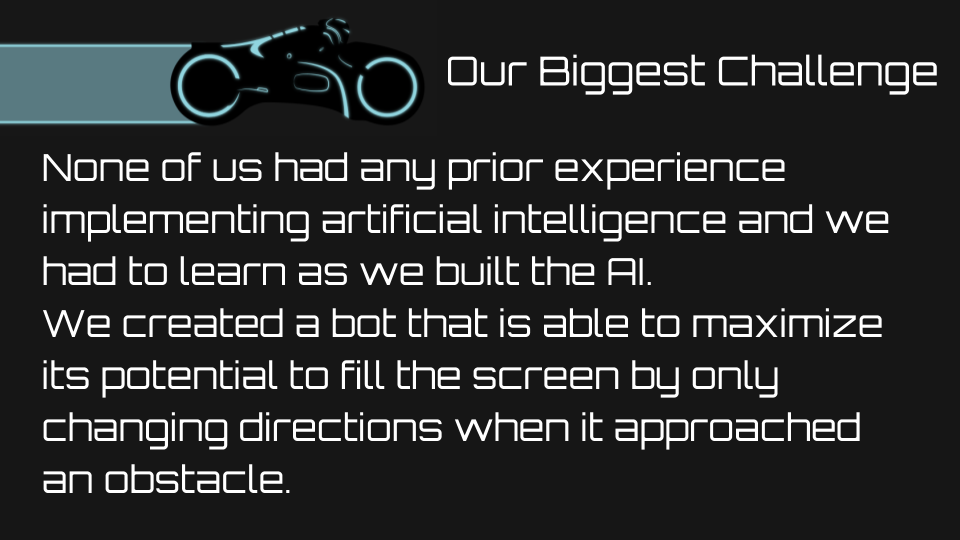 Our Biggest Challenge
None of us had any prior experience
implementing artificial intelligence and we
had to learn as we built the AI.
We created a bot that is able to maximize
its potential to fill the screen by only
changing directions when it approached
an obstacle.